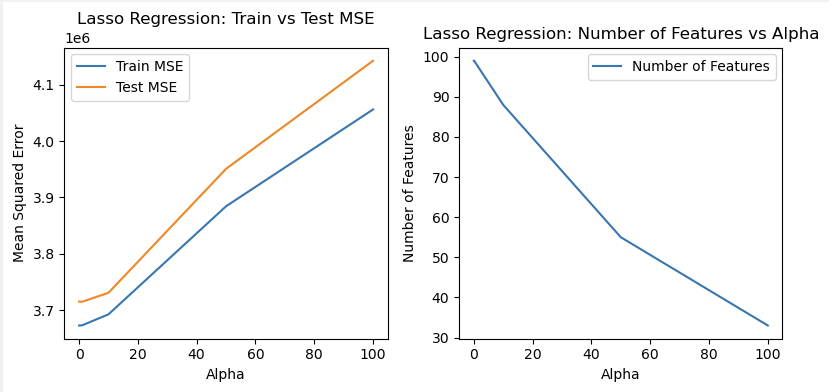 Lasso Regression: Train vs Test MSE
1e6
Train MSE
Test MSE
4.1
4.0
3.9
3.8
3.7
Mean Squared Error
0 20 40 60 80 100
Alpha
Lasso Regression: Number of Features vs Alpha
Number of Features
100
90
80
70
60
50
40
30
Number of Features
0 20 40 60 80 100
Alpha